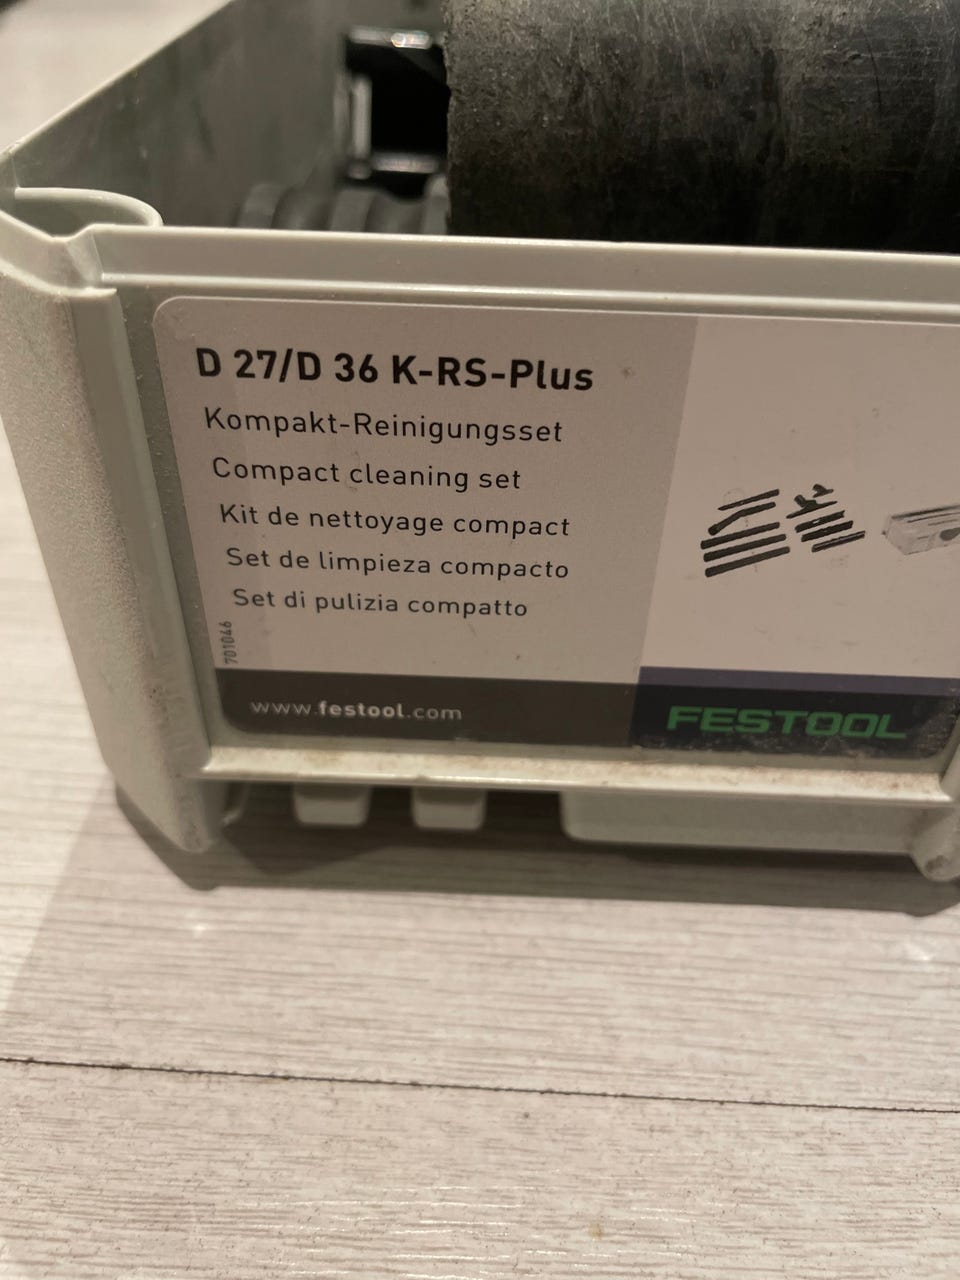 D 27/D 36 K-RS-Plus
Kompakt-Reinigungsset
Compact cleaning set
Kit de nettoyage compact
Set de limpieza compacto
Set di pulizia compatto
701046
www.festool.com
FESTOOL